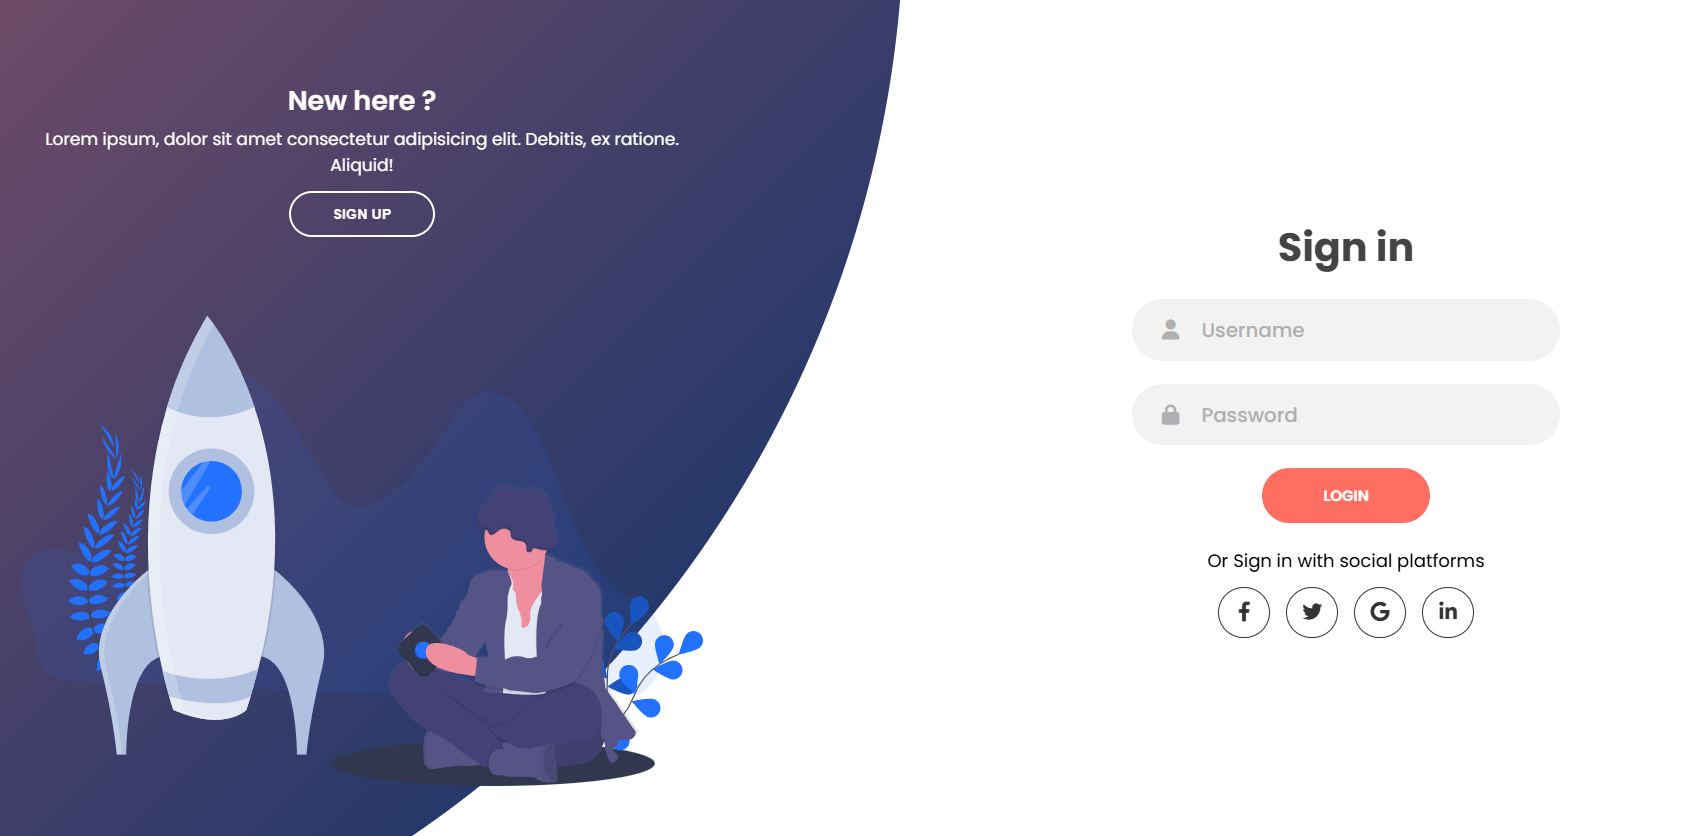 New here ?
Lorem ipsum, dolor sit amet consectetur adipisicing elit. Debitis, ex ratione.
Aliquid!
SIGN UP
Sign in
Username
Password
LOGIN
Or Sign in with social platforms